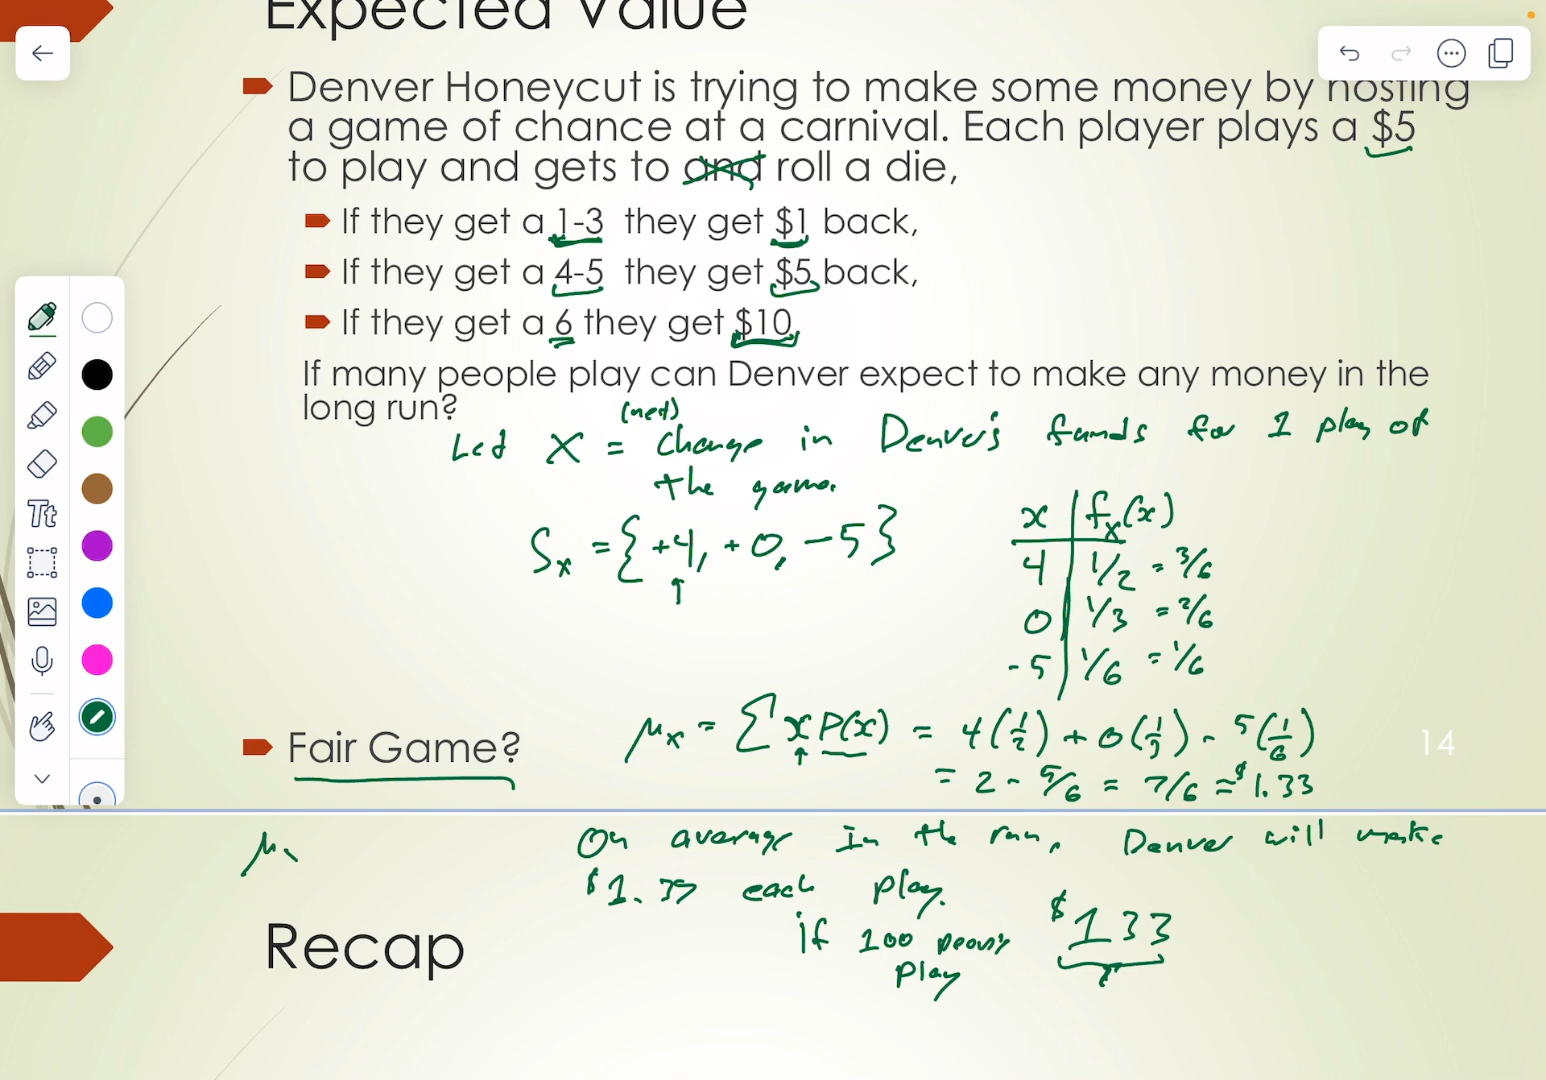 Expected Value
Denver Honeycut is trying to make some money by hosting
a game of chance at a carnival. Each player plays a $5
to play and gets to and roll a die,
If they get a 1-3 they get $1 back,
If they get a 4-5 they get $5 back,
If they get a 6 they get $10.
If many people play can Denver expect to make any money in the
long run?
(net)
Let X = change in Denver's funds for 1 play of
the game.
Sx = { +4, + 0, - 5 }
x | fx(x)
4 | 1/2 = 3/6
0 | 1/3 = 2/6
-5 | 1/6 = 1/6
Fair Game?
μx = Σ x P(x) = 4(1/2) + 0(1/3) - 5(1/6)
= 2 - 5/6 = 7/6 ≈ $1.33
14
μ
On average In the run, Denver will make
$1.33 each play.
if 100 play
$133
Recap
Tt